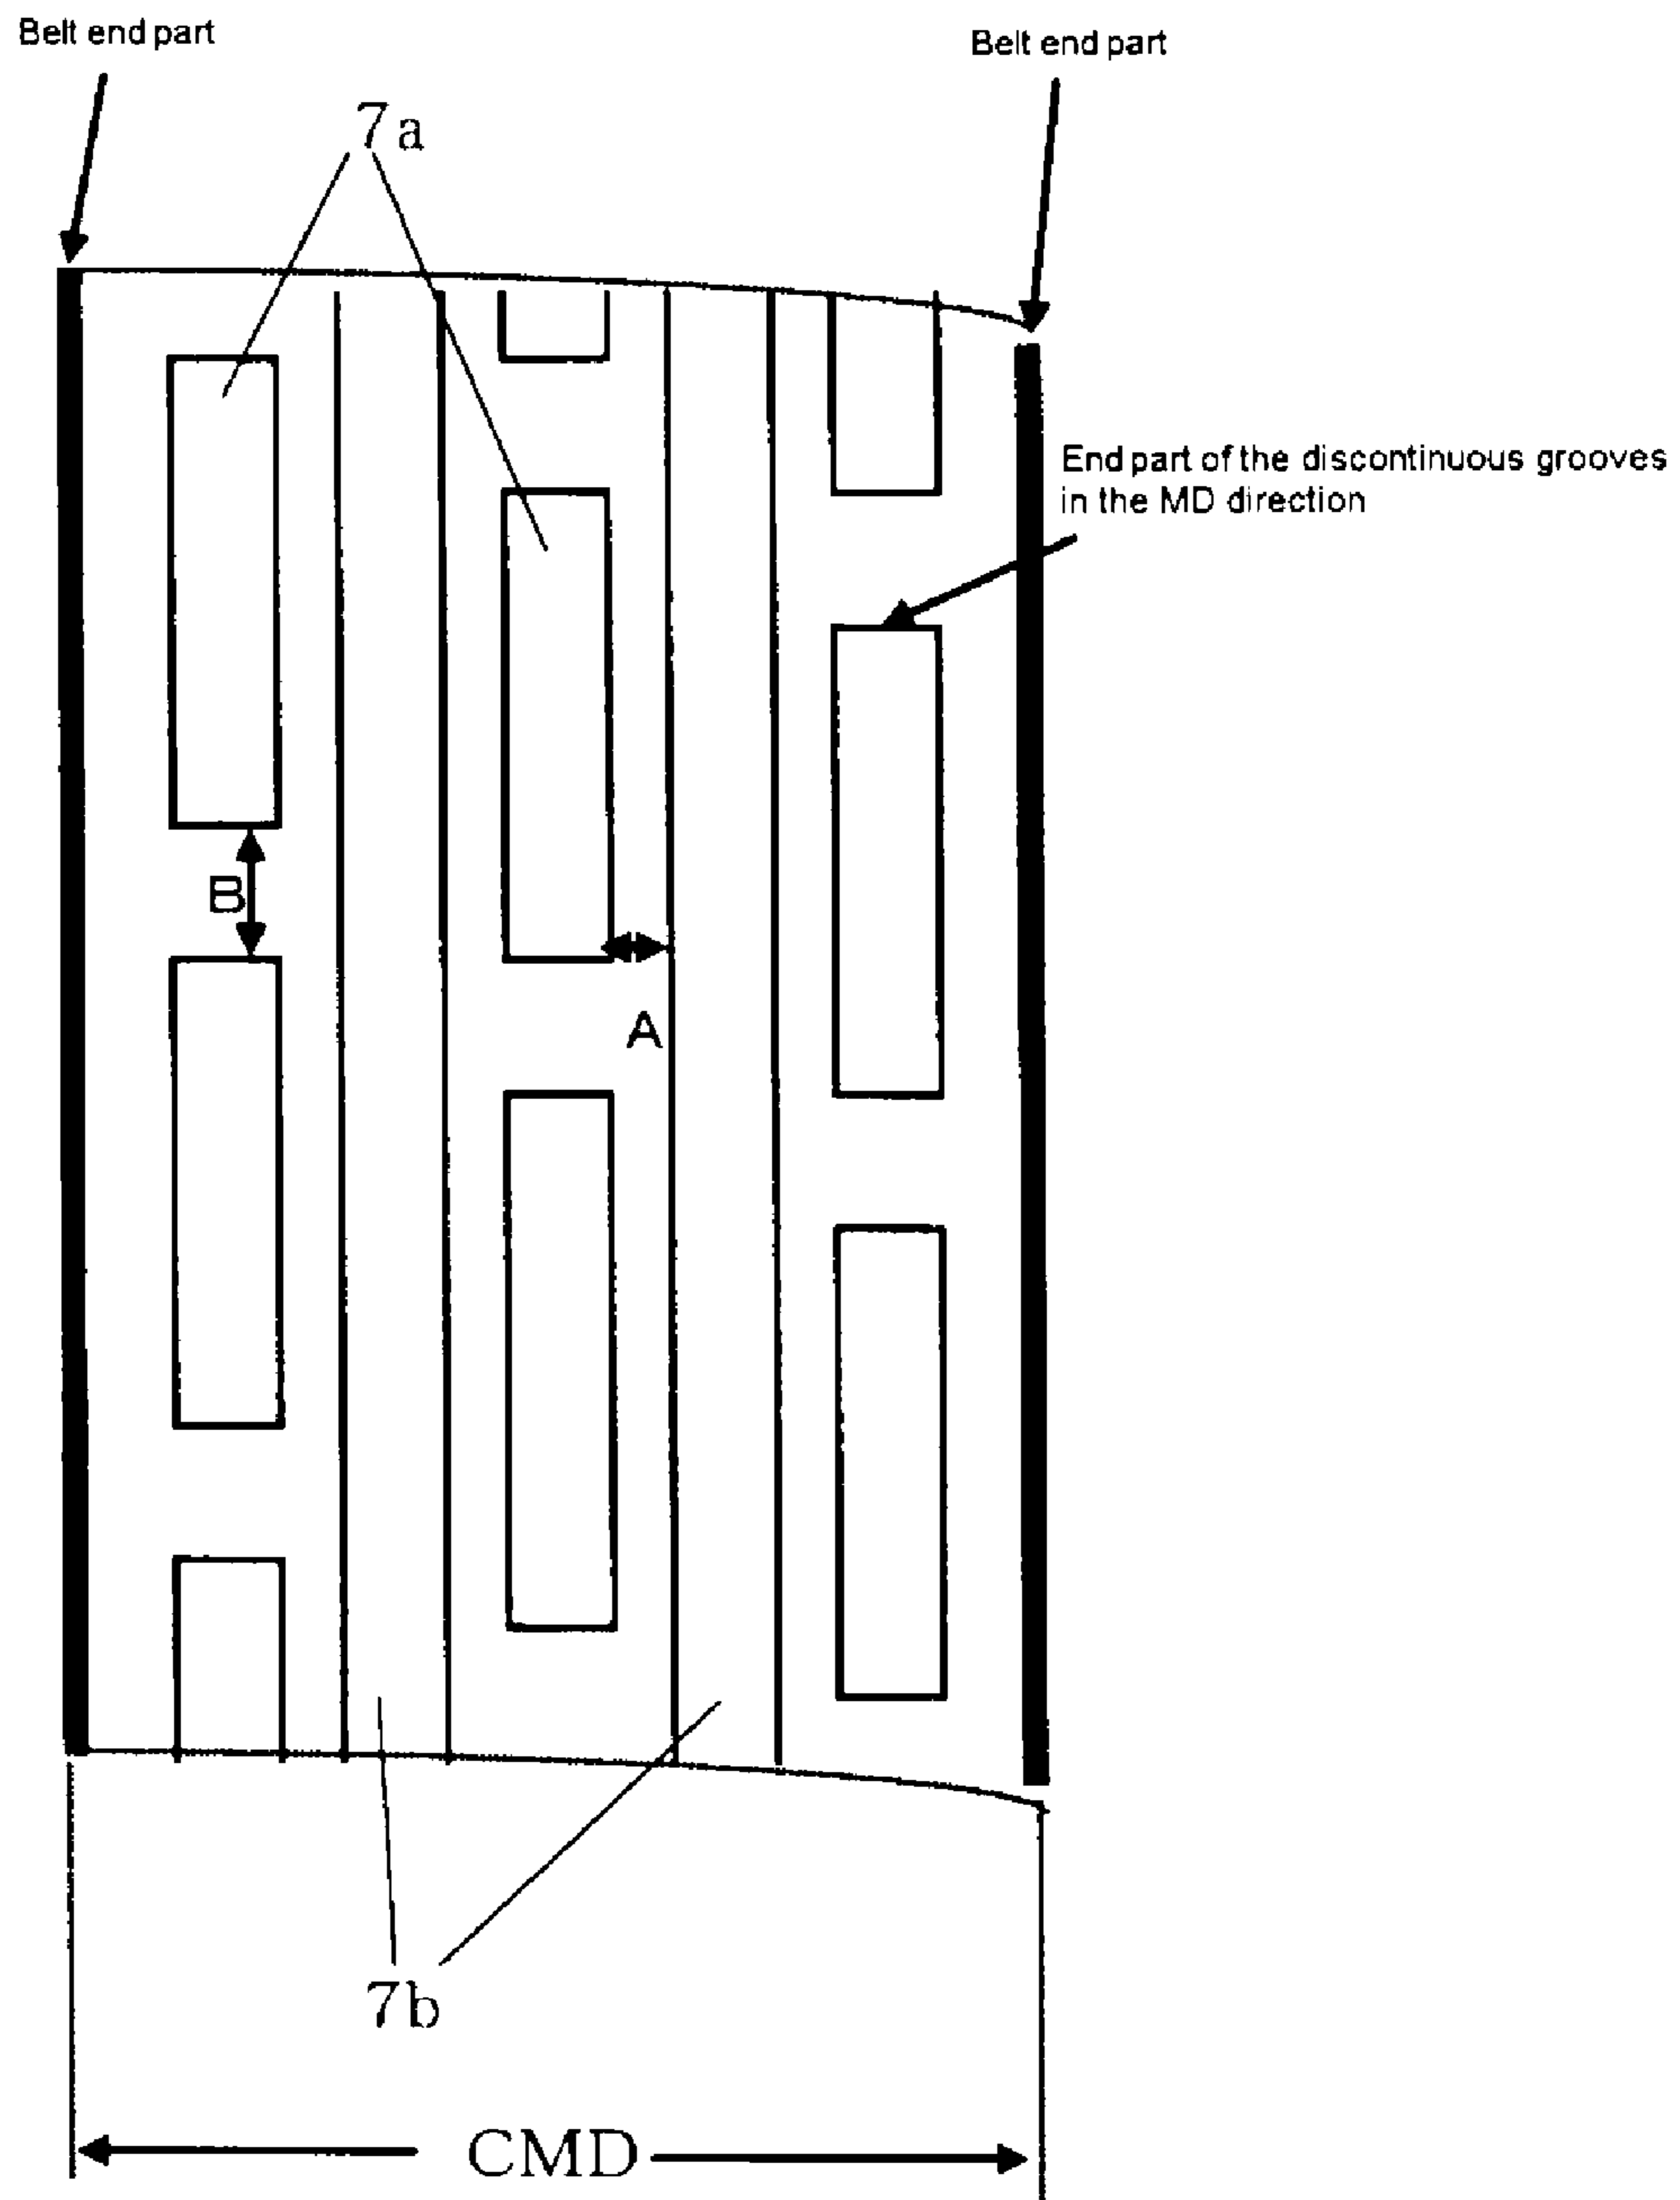 Belt end part
Belt end part
7a
End part of the discontinuous grooves
in the MD direction
B
A
7b
CMD